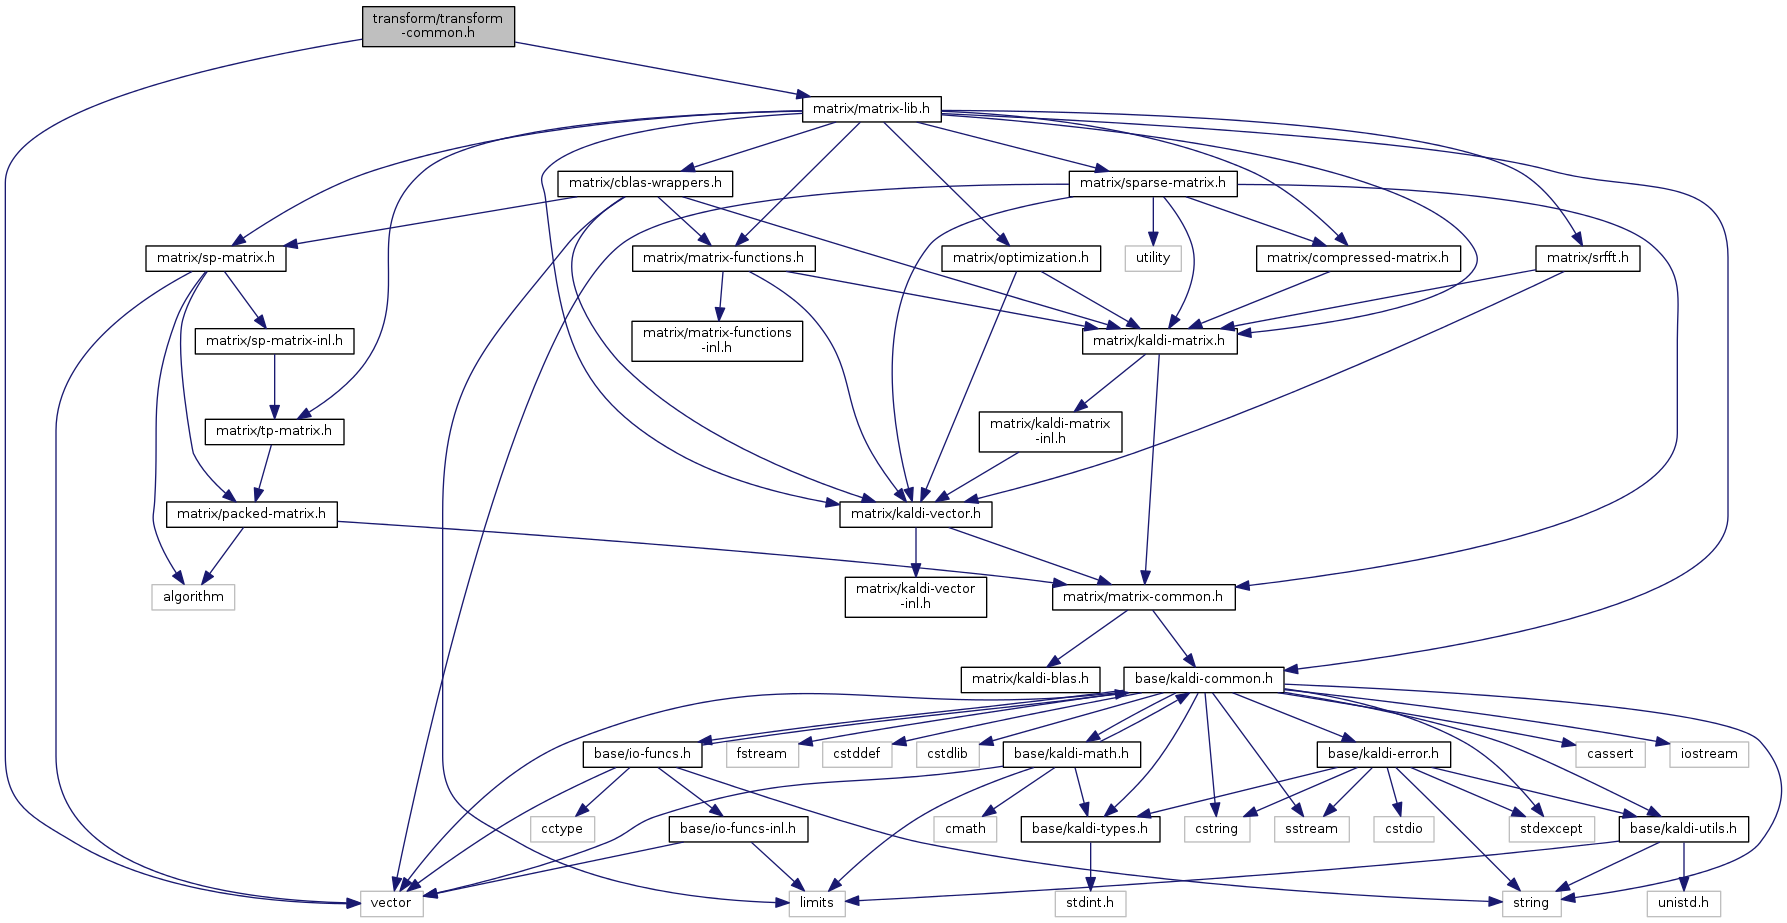 transform/transform
-common.h
matrix/matrix-lib.h
matrix/cblas-wrappers.h
matrix/sparse-matrix.h
matrix/sp-matrix.h
matrix/matrix-functions.h
matrix/optimization.h
utility
matrix/compressed-matrix.h
matrix/srfft.h
matrix/sp-matrix-inl.h
matrix/matrix-functions
-inl.h
matrix/kaldi-matrix.h
matrix/tp-matrix.h
matrix/kaldi-matrix
-inl.h
matrix/packed-matrix.h
matrix/kaldi-vector.h
algorithm
matrix/kaldi-vector
-inl.h
matrix/matrix-common.h
matrix/kaldi-blas.h
base/kaldi-common.h
base/io-funcs.h
fstream
cstddef
cstdlib
base/kaldi-math.h
base/kaldi-error.h
cassert
iostream
cctype
base/io-funcs-inl.h
cmath
base/kaldi-types.h
cstring
sstream
cstdio
stdexcept
base/kaldi-utils.h
vector
limits
stdint.h
string
unistd.h